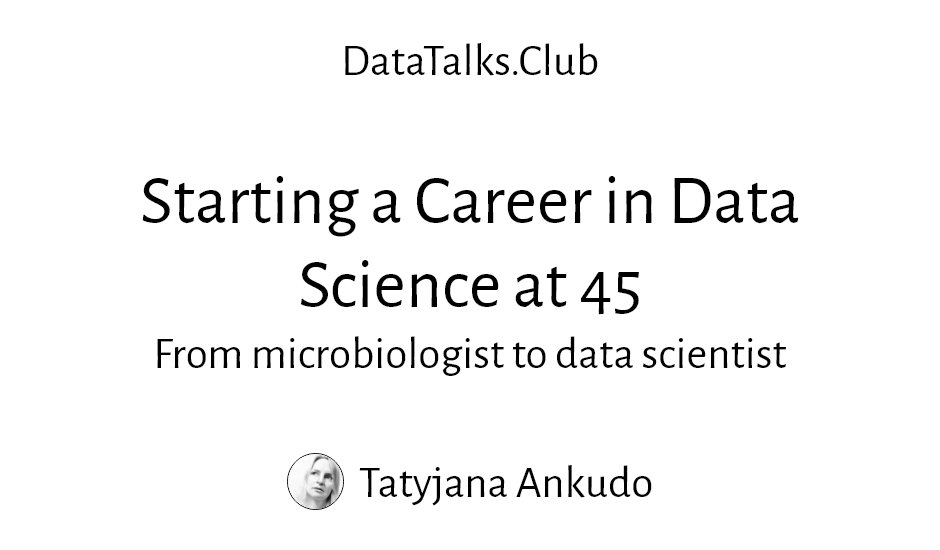 DataTalks.Club
Starting a Career in Data
Science at 45
From microbiologist to data scientist
Tatyjana Ankudo